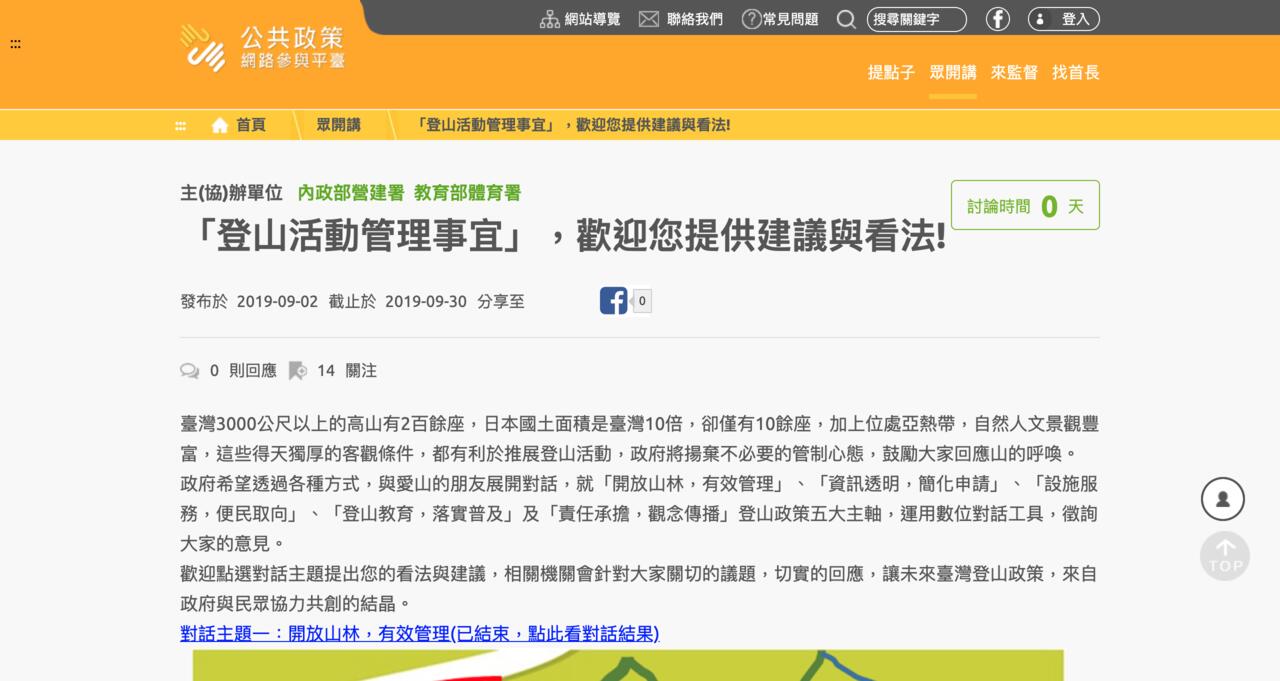 網站導覽
聯絡我們
常見問題
搜尋關鍵字
登入
公共政策
網路參與平臺
提點子
眾開講
來監督
找首長
首頁
眾開講
「登山活動管理事宜」，歡迎您提供建議與看法!
主(協)辦單位 內政部營建署 教育部體育署
討論時間 0 天
「登山活動管理事宜」，歡迎您提供建議與看法!
發布於 2019-09-02 截止於 2019-09-30 分享至
0
0 則回應 14 關注
臺灣3000公尺以上的高山有2百餘座，日本國土面積是臺灣10倍，卻僅有10餘座，加上位處亞熱帶，自然人文景觀豐
富，這些得天獨厚的客觀條件，都有利於推展登山活動，政府將揚棄不必要的管制心態，鼓勵大家回應山的呼喚。
政府希望透過各種方式，與愛山的朋友展開對話，就「開放山林，有效管理」、「資訊透明，簡化申請」、「設施服
務，便民取向」、「登山教育，落實普及」及「責任承擔，觀念傳播」登山政策五大主軸，運用數位對話工具，徵詢
大家的意見。
歡迎點選對話主題提出您的看法與建議，相關機關會針對大家關切的議題，切實的回應，讓未來臺灣登山政策，來自
政府與民眾協力共創的結晶。
對話主題一：開放山林，有效管理(已結束，點此看對話結果)
TOP